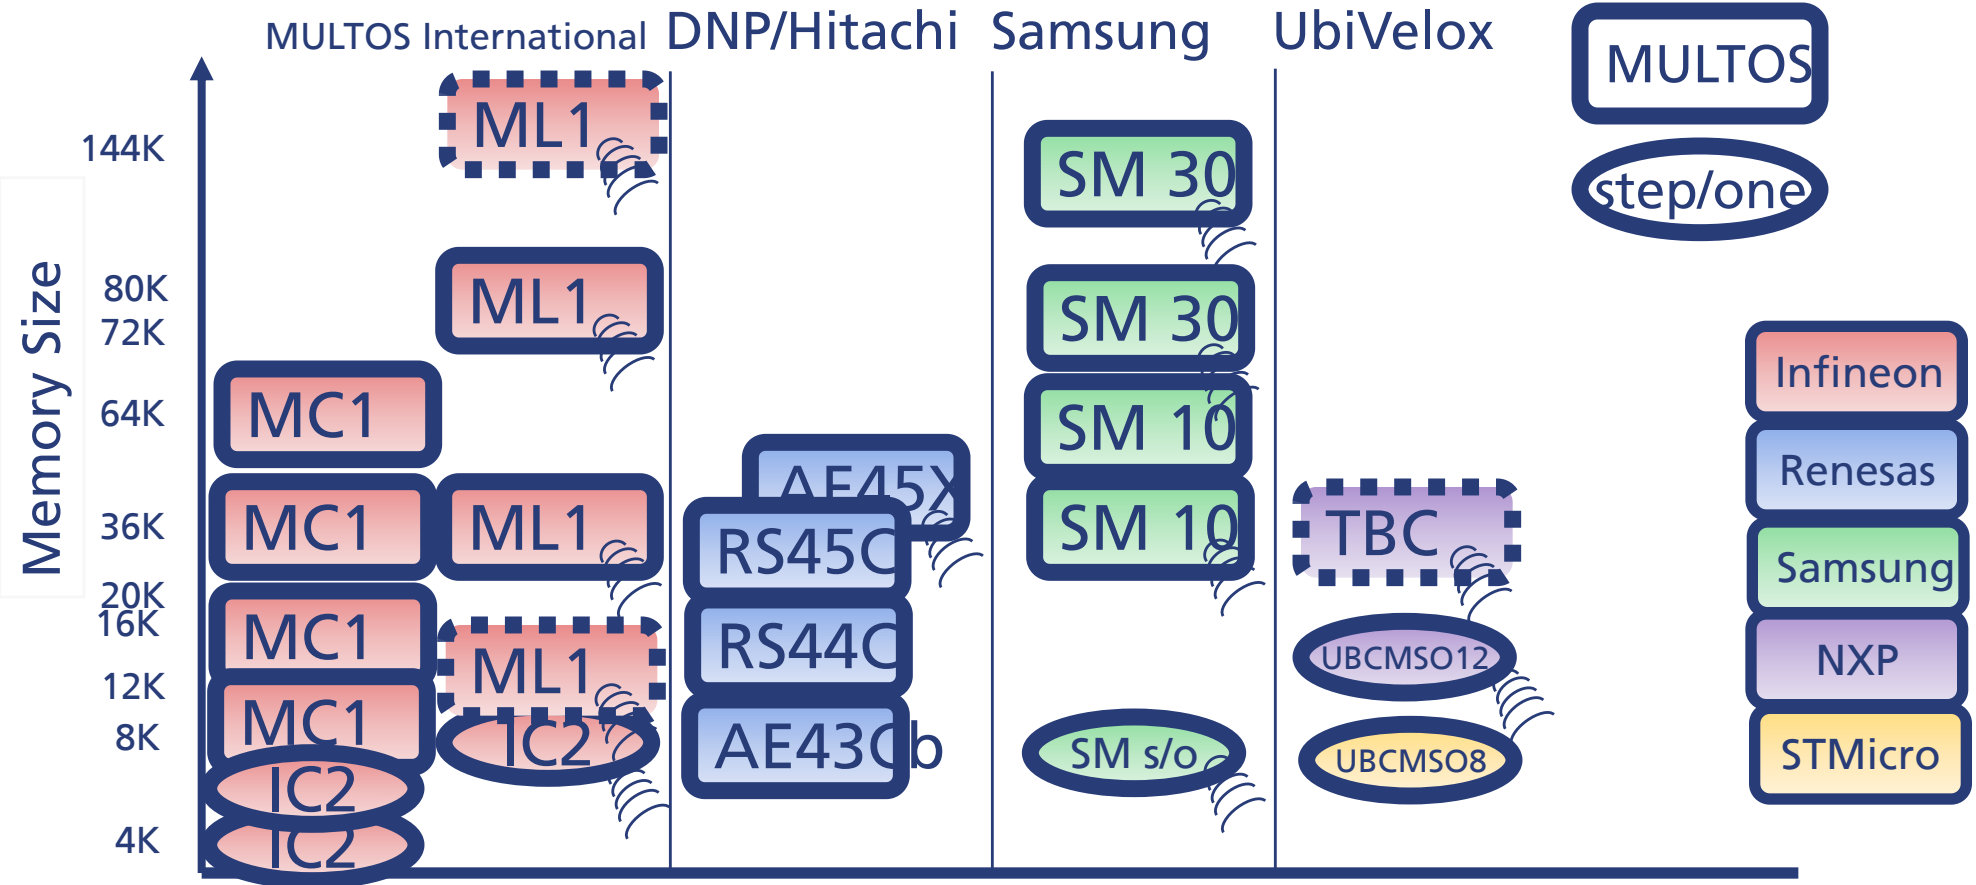 MULTOS International DNP/Hitachi Samsung UbiVelox
MULTOS
step/one
Memory Size
144K
80K
72K
64K
36K
20K
16K
12K
8K
4K
ML1
ML1
MC1
MC1 ML1
MC1
ML1
MC1
IC2
IC2
IC2
AE45X
RS45C
RS44C
AE43Cb
SM 30
SM 30
SM 10
SM 10
SM s/o
TBC
UBCMSO12
UBCMSO8
Infineon
Renesas
Samsung
NXP
STMicro